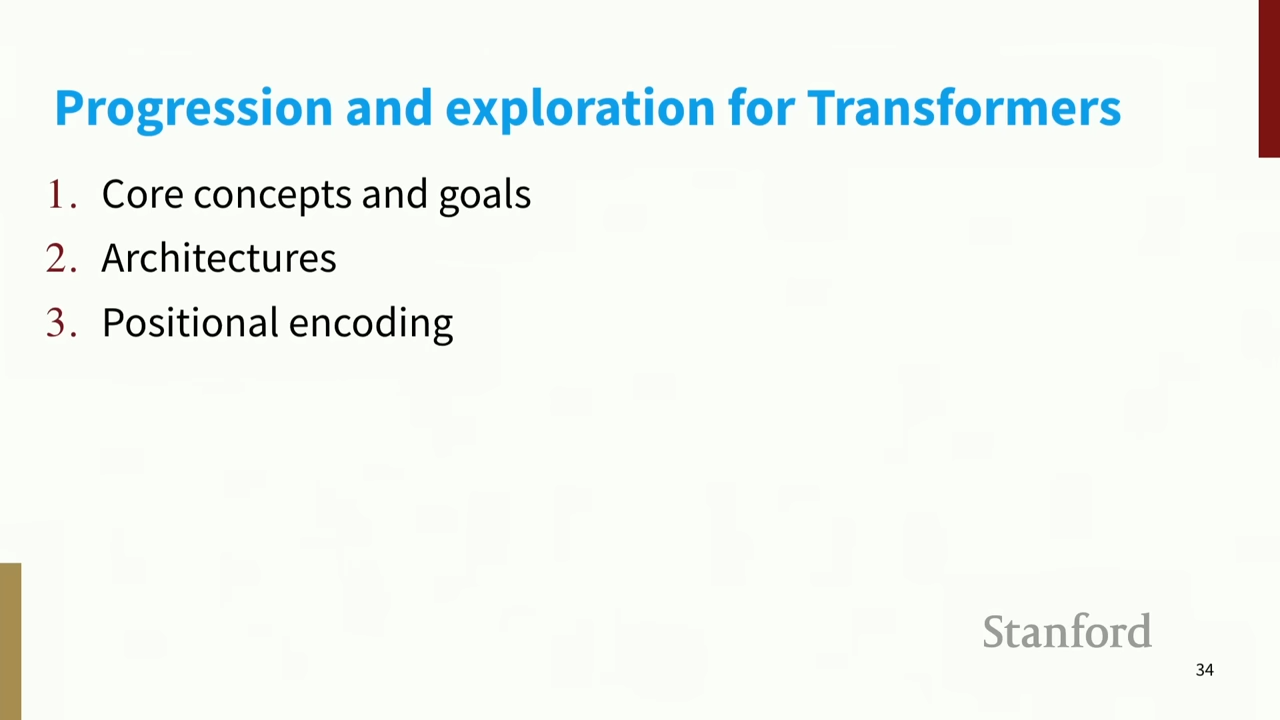 Progression and exploration for Transformers
1. Core concepts and goals
2. Architectures
3. Positional encoding
Stanford
34